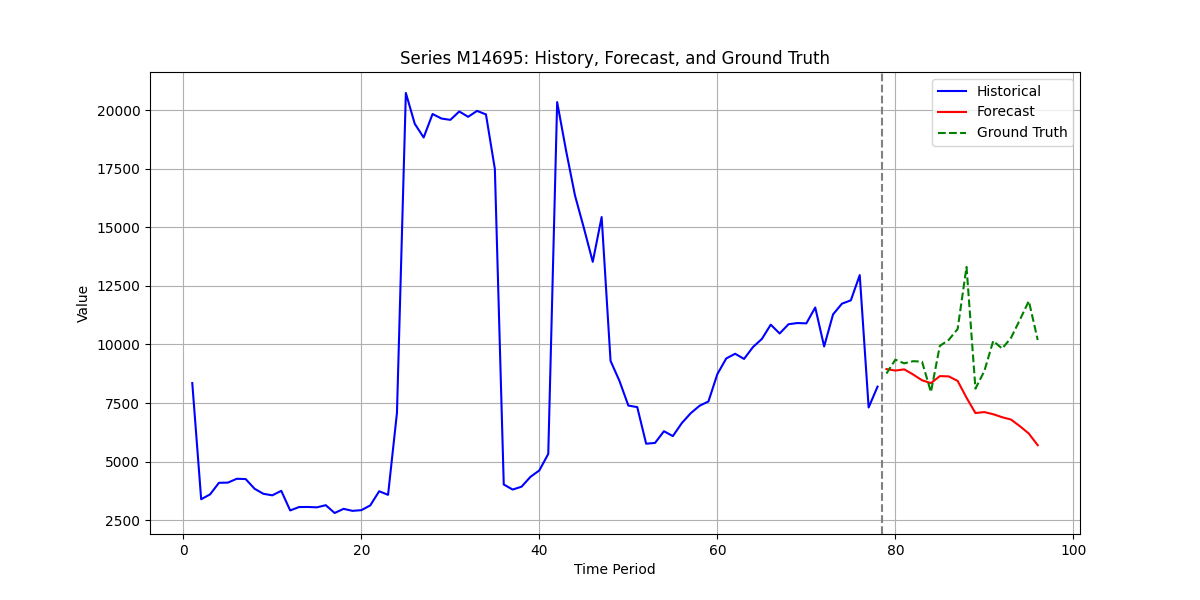 Series M14695: History, Forecast, and Ground Truth
Historical
Forecast
Ground Truth
Value
20000
17500
15000
12500
10000
7500
5000
2500
0 20 40 60 80 100
Time Period